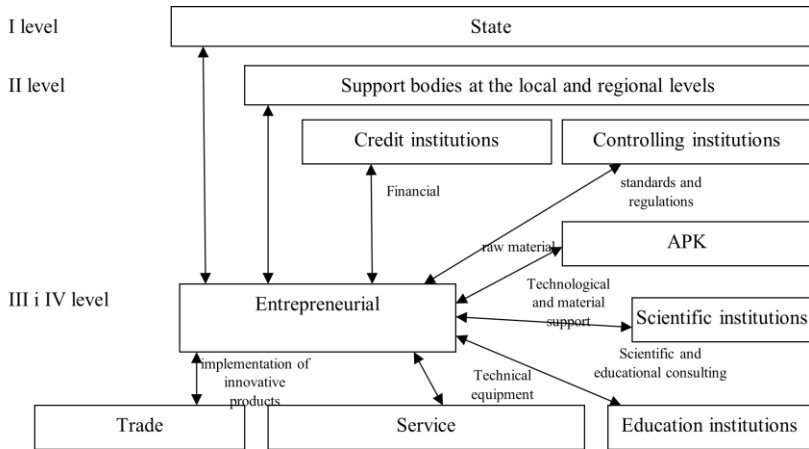 I level
State
II level
Support bodies at the local and regional levels
Credit institutions
Controlling institutions
Financial
standards and
regulations
raw material
APK
Technological
and material
support
III i IV level
Entrepreneurial
Scientific institutions
implementation of
innovative
products
Technical
equipment
Scientific and
educational consulting
Trade
Service
Education institutions